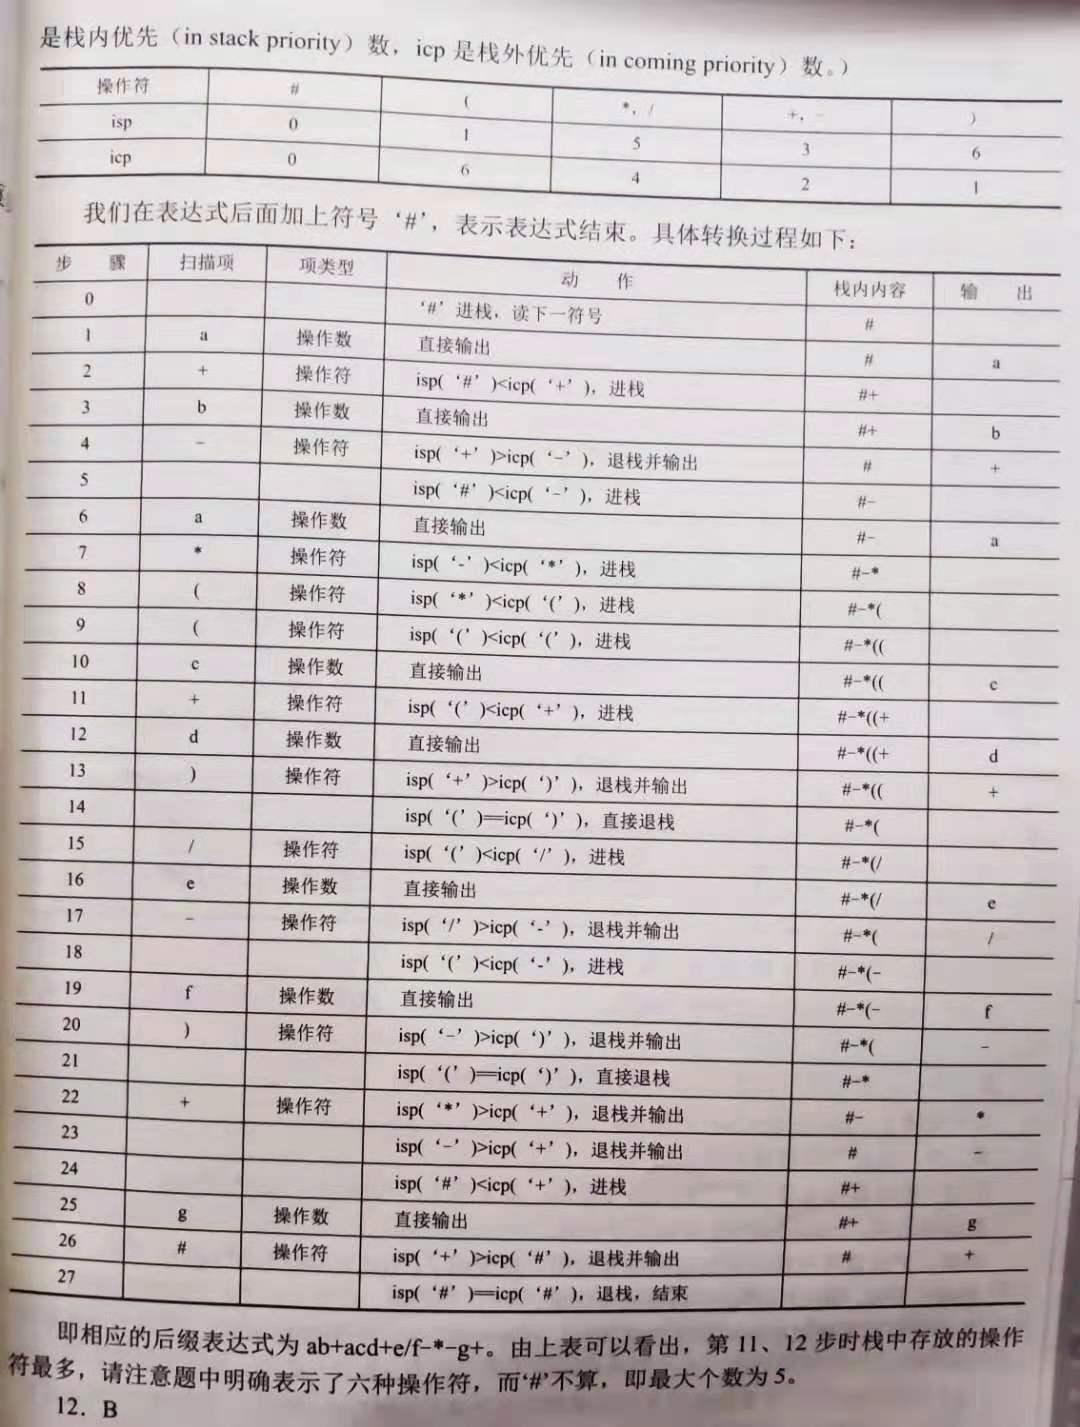 是栈内优先（in stack priority）数，icp 是栈外优先（in coming priority）数。）
操作符 # ( *, / +, - )
isp 0 1 5 3 6
icp 0 6 4 2 1
我们在表达式后面加上符号‘#’，表示表达式结束。具体转换过程如下：
步 骤 扫描项 项类型 动 作 栈内内容 输 出
0 ‘#’进栈，读下一符号 #
1 a 操作数 直接输出 # a
2 + 操作符 isp(‘#’)<icp(‘+’)，进栈 #+
3 b 操作数 直接输出 #+ b
4 - 操作符 isp(‘+’)>icp(‘-’)，退栈并输出 # +
5 isp(‘#’)<icp(‘-’)，进栈 #-
6 a 操作数 直接输出 #- a
7 * 操作符 isp(‘-’)<icp(‘*’)，进栈 #-*
8 ( 操作符 isp(‘*’)<icp(‘(’)，进栈 #-*(
9 ( 操作符 isp(‘(’)<icp(‘(’)，进栈 #-*((
10 c 操作数 直接输出 #-*(( c
11 + 操作符 isp(‘(’)<icp(‘+’)，进栈 #-*((+
12 d 操作数 直接输出 #-*((+ d
13 ) 操作符 isp(‘+’)>icp(‘)’)，退栈并输出 #-*(( +
14 isp(‘(’)==icp(‘)’)，直接退栈 #-*(
15 / 操作符 isp(‘(’)<icp(‘/’)，进栈 #-*(/
16 e 操作数 直接输出 #-*(/ e
17 - 操作符 isp(‘/’)>icp(‘-’)，退栈并输出 #-*( /
18 isp(‘(’)<icp(‘-’)，进栈 #-*(-
19 f 操作数 直接输出 #-*(- f
20 ) 操作符 isp(‘-’)>icp(‘)’)，退栈并输出 #-*( -
21 isp(‘(’)==icp(‘)’)，直接退栈 #-*
22 + 操作符 isp(‘*’)>icp(‘+’)，退栈并输出 #- *
23 isp(‘-’)>icp(‘+’)，退栈并输出 # -
24 isp(‘#’)<icp(‘+’)，进栈 #+
25 g 操作数 直接输出 #+ g
26 # 操作符 isp(‘+’)>icp(‘#’)，退栈并输出 # +
27 isp(‘#’)==icp(‘#’)，退栈，结束
即相应的后缀表达式为 ab+acd+e/f-*-g+。由上表可以看出，第 11、12 步时栈中存放的操作
符最多，请注意题中明确表示了六种操作符，而‘#’不算，即最大个数为 5。
12．B